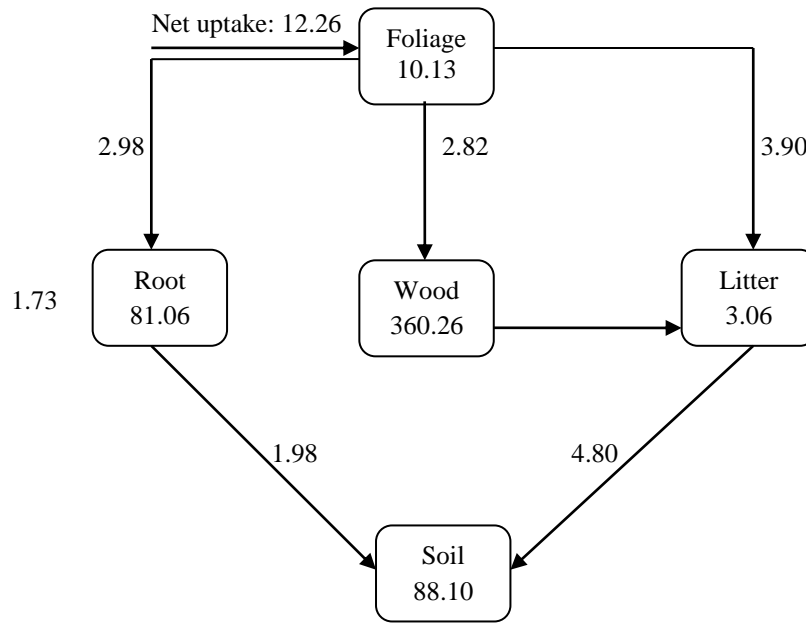 Net uptake: 12.26
Foliage
10.13
2.98
2.82
3.90
Root
81.06
1.73
Wood
360.26
Litter
3.06
1.98
4.80
Soil
88.10